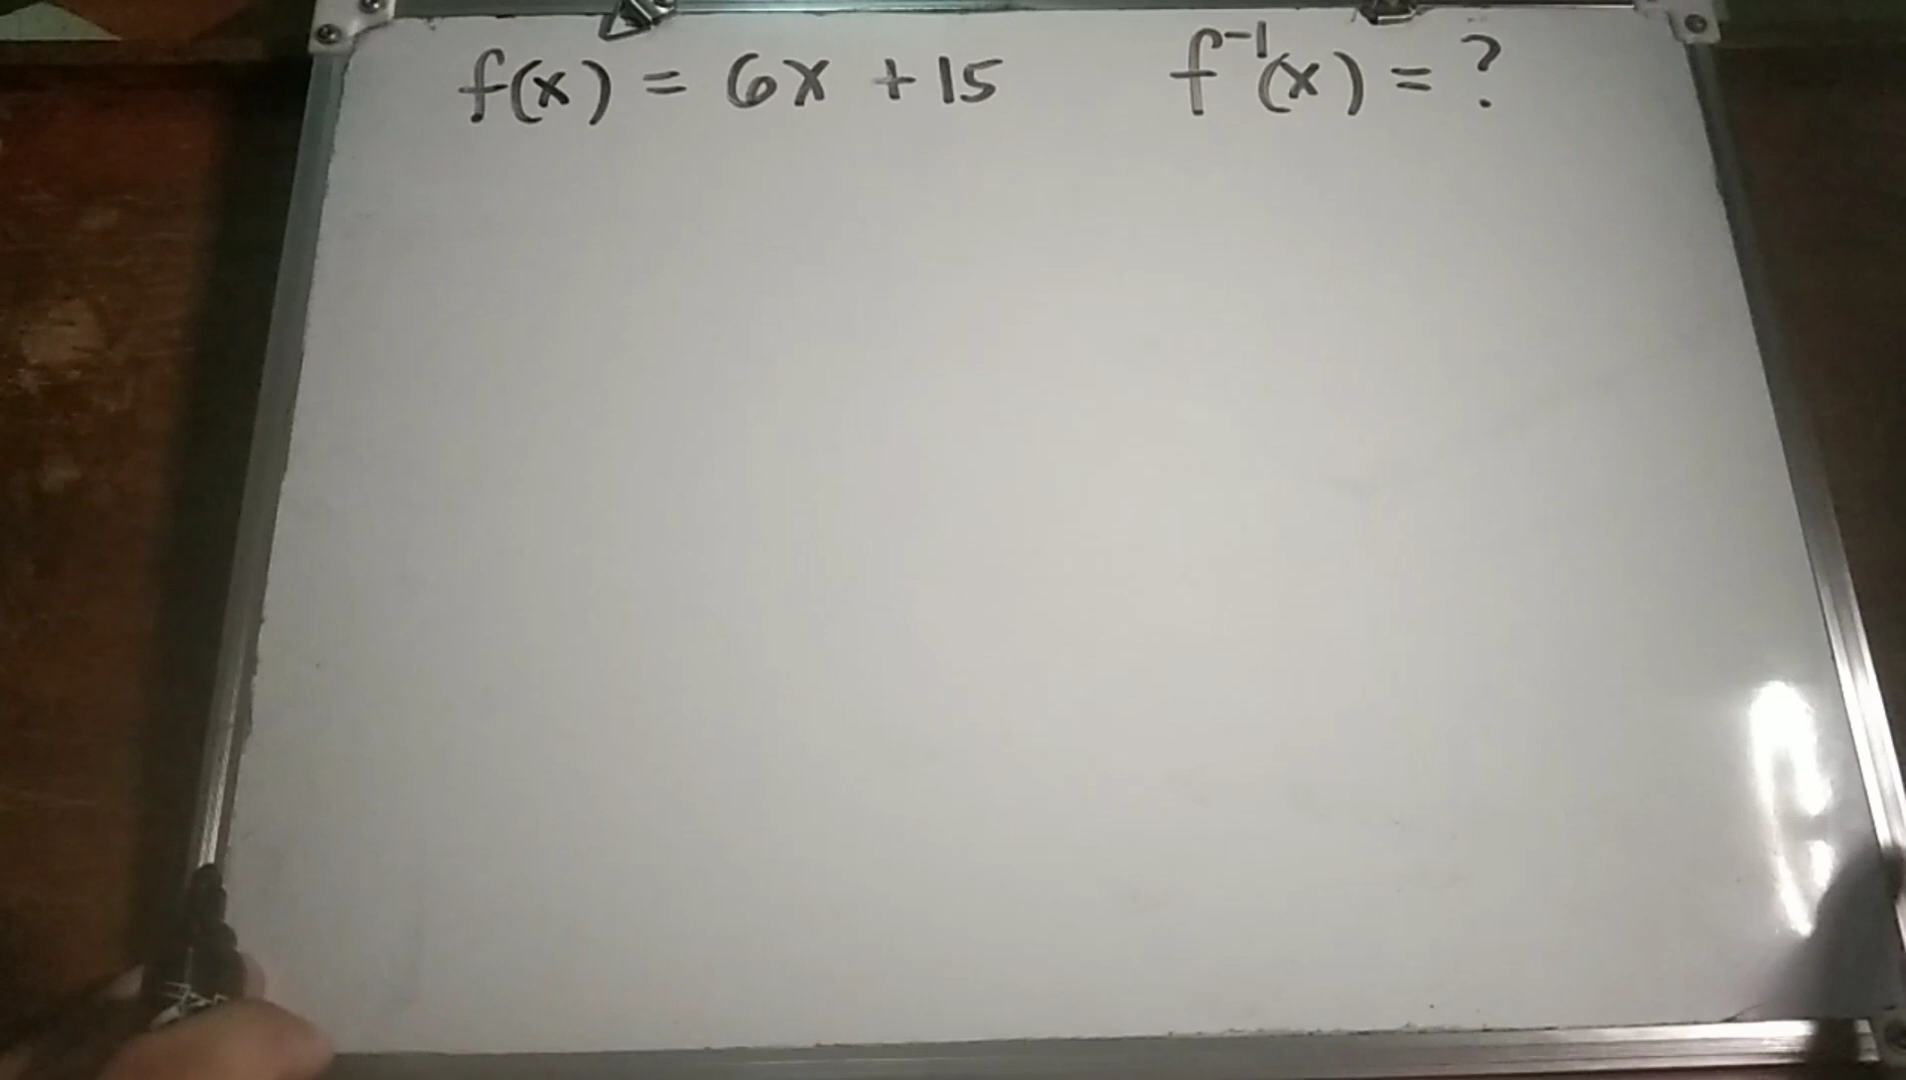 f(x) = 6x + 15 f⁻¹(x) = ?